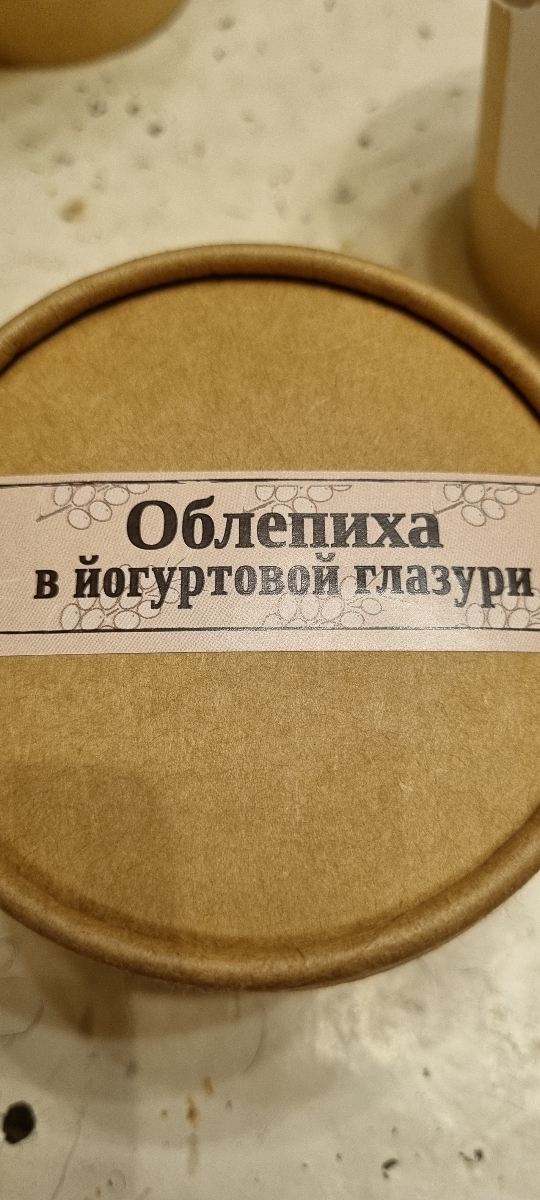 Облепиха
в йогуртовой глазури